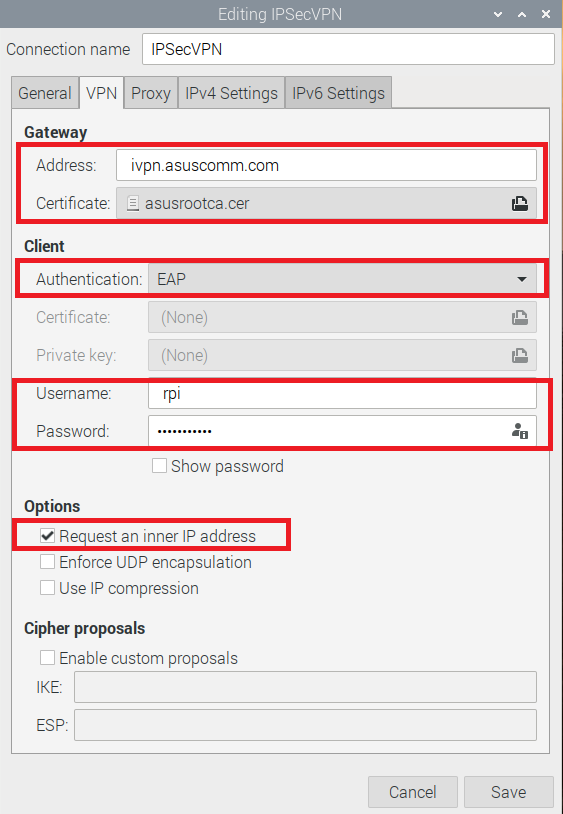 Editing IPSecVPN
Connection name IPSecVPN
General VPN Proxy IPv4 Settings IPv6 Settings
Gateway
Address: ivpn.asuscomm.com
Certificate: asusrootca.cer
Client
Authentication: EAP
Certificate: (None)
Private key: (None)
Username: rpi
Password: •••••••••••
Show password
Options
Request an inner IP address
Enforce UDP encapsulation
Use IP compression
Cipher proposals
Enable custom proposals
IKE:
ESP:
Cancel Save